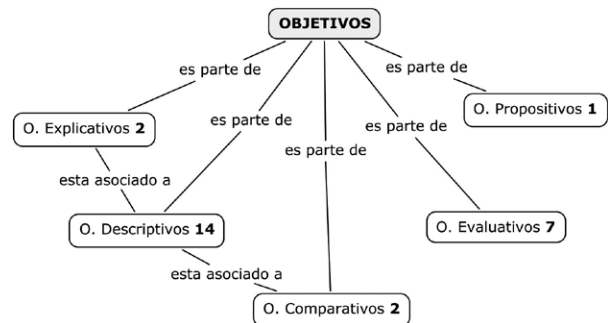 OBJETIVOS
es parte de
es parte de
O. Propositivos 1
O. Explicativos 2
es parte de
es parte de
es parte de
esta asociado a
O. Descriptivos 14
O. Evaluativos 7
esta asociado a
O. Comparativos 2